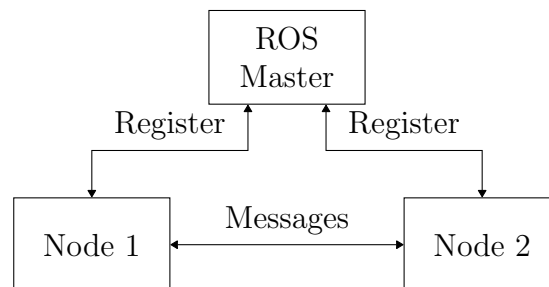 ROS
Master
Register
Register
Messages
Node 1
Node 2